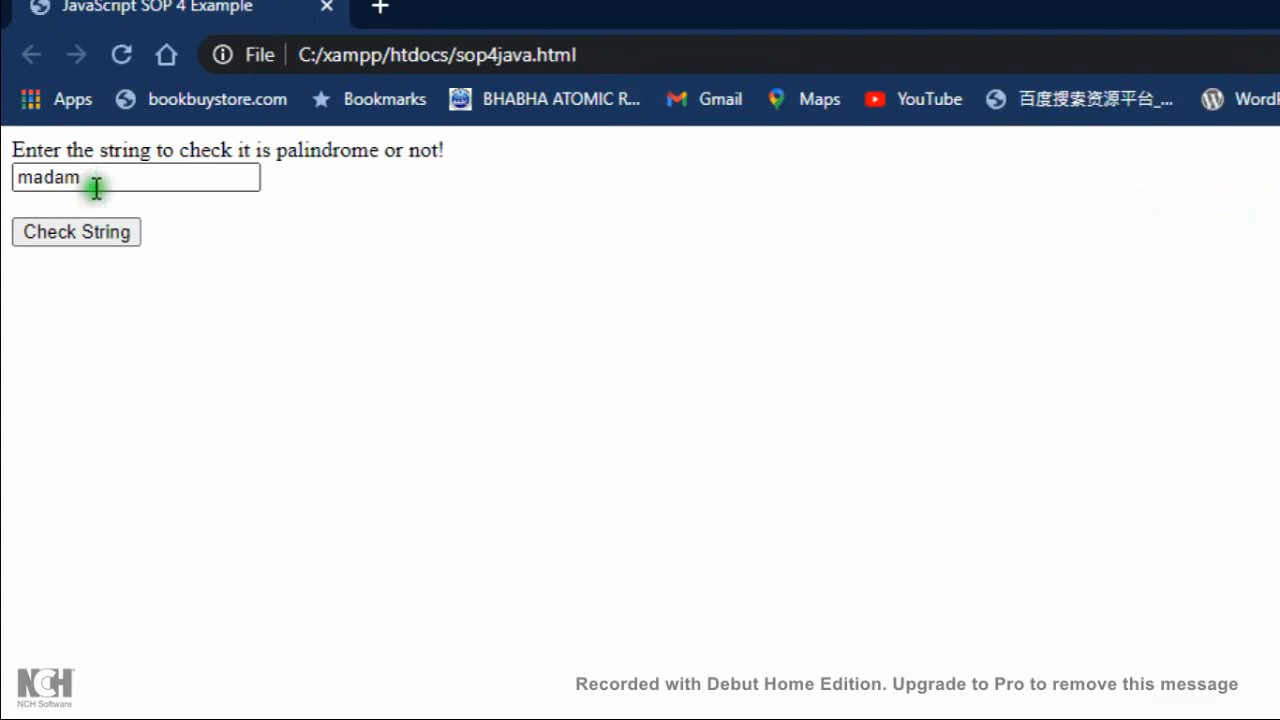 JavaScript SOP 4 Example
File C:/xampp/htdocs/sop4java.html
Apps bookbuystore.com Bookmarks BHABHA ATOMIC R... Gmail Maps YouTube 百度搜索资源平台_...
Enter the string to check it is palindrome or not!
madam
Check String
NCH
NCH Software
Recorded with Debut Home Edition. Upgrade to Pro to remove this message